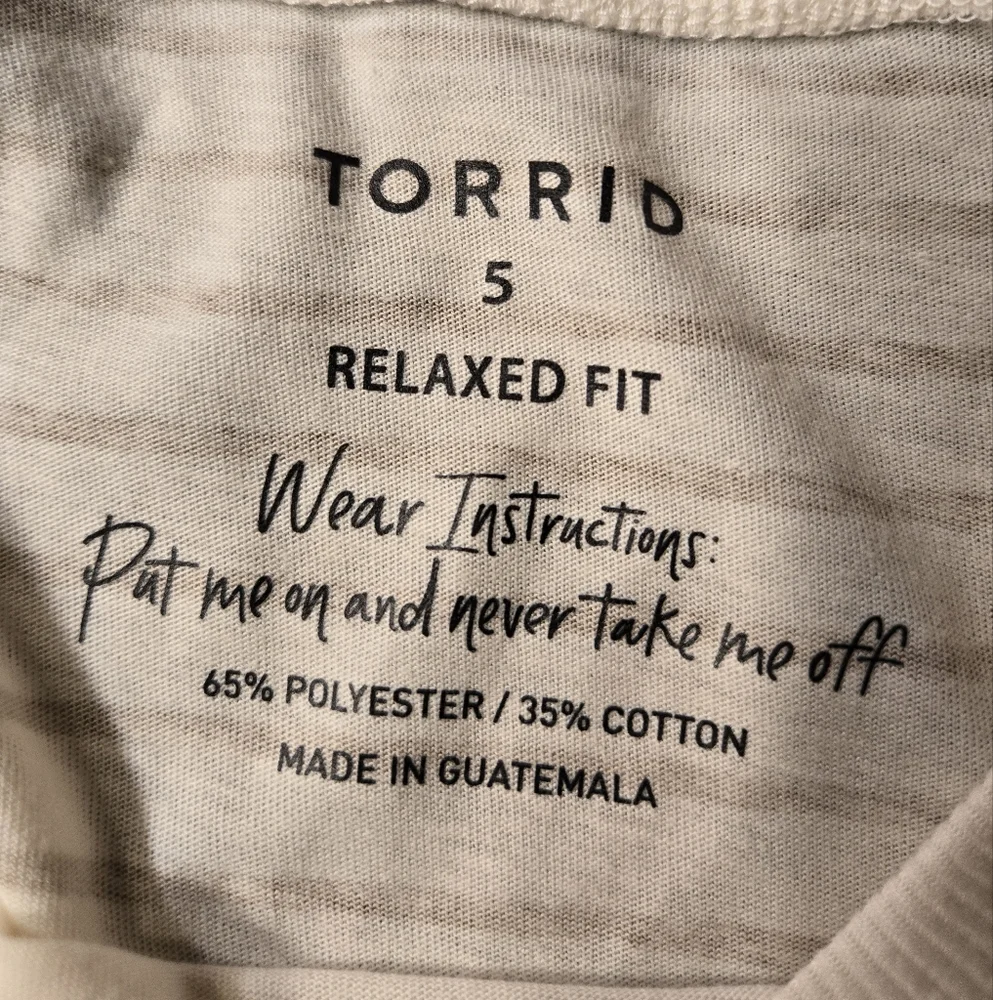 TORRID
5
RELAXED FIT
Wear Instructions:
Put me on and never take me off
65% POLYESTER / 35% COTTON
MADE IN GUATEMALA